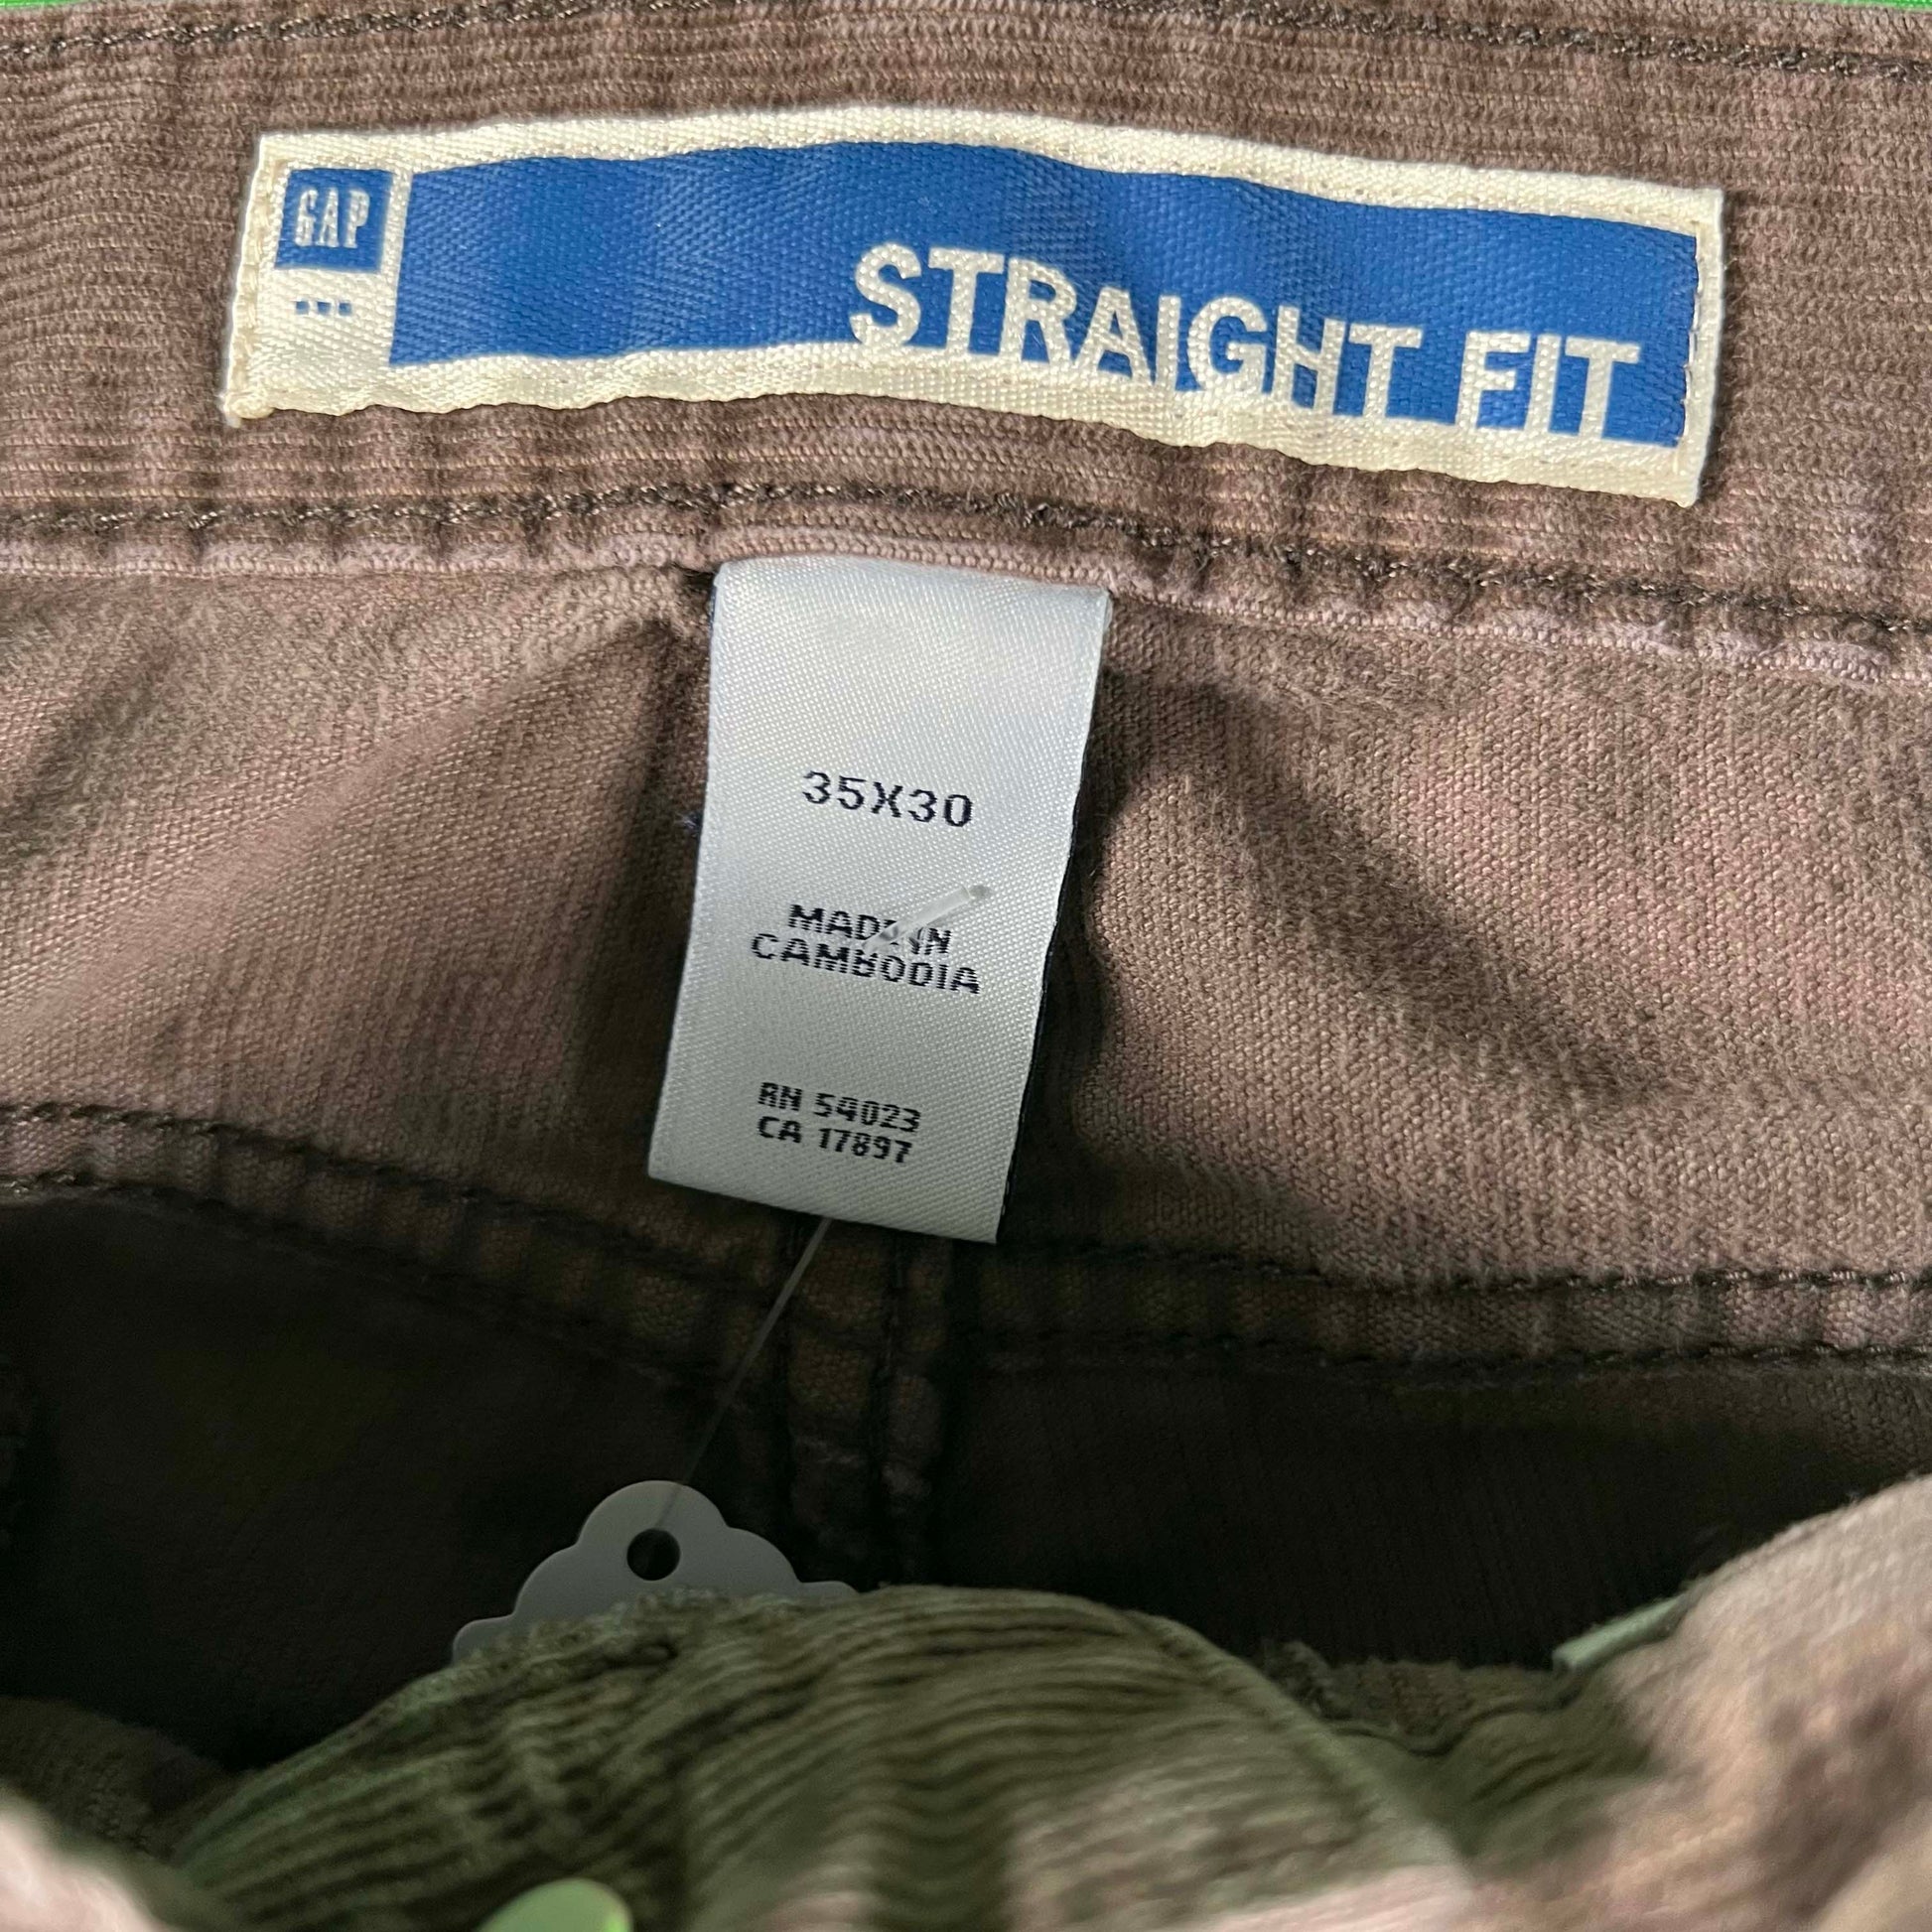 GAP
STRAIGHT FIT
35X30
MADE IN
CAMBODIA
RN 54023
CA 17897